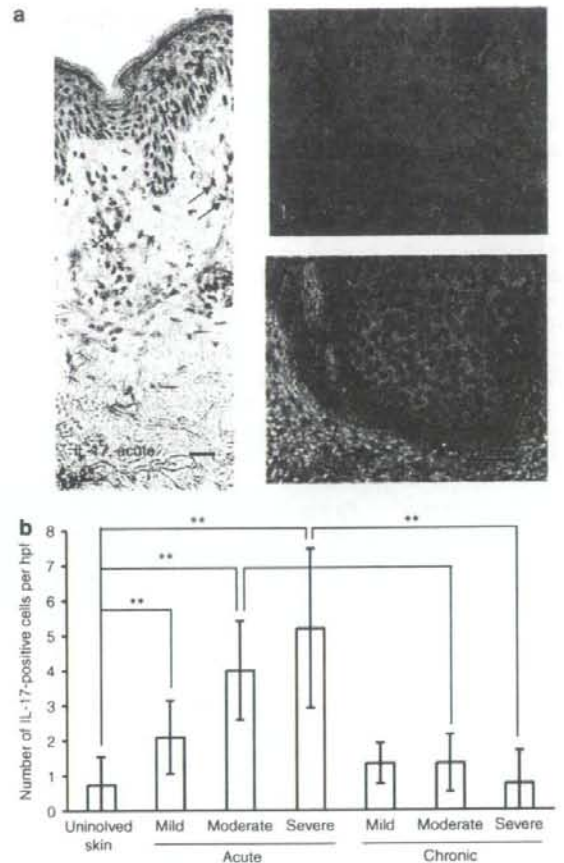 a
IL-17, acute
b
Number of IL-17-positive cells per hpf
8
7
6
5
4
3
2
1
0
**
**
**
**
Uninolved
skin
Mild
Moderate
Severe
Mild
Moderate
Severe
Acute
Chronic